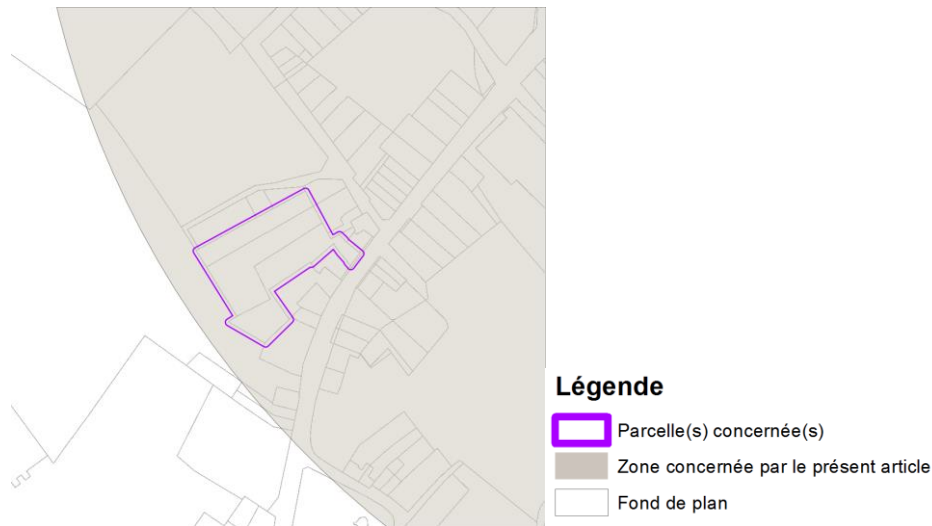 Légende
Parcelle(s) concernée(s)
Zone concernée par le présent article
Fond de plan